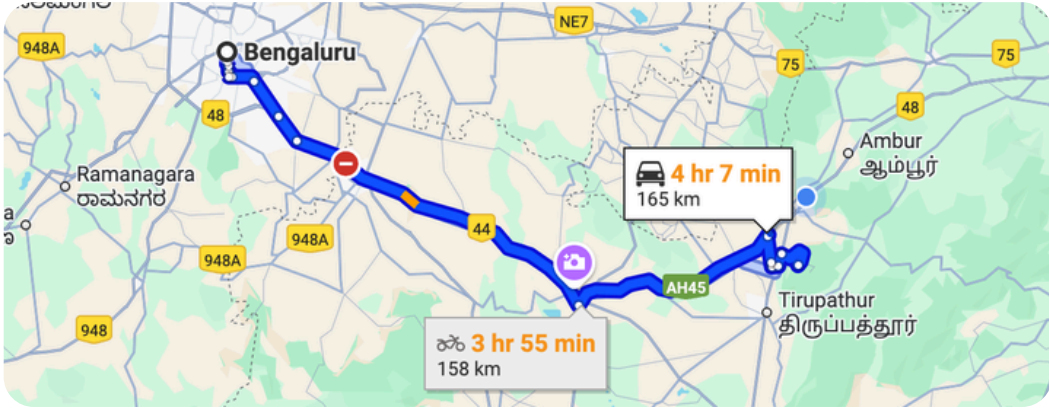 NE7
948A
75
75
Bengaluru
48
48
Ambur
ஆம்பூர்
Ramanagara
ರಾಮನಗರ
4 hr 7 min
165 km
44
948A
948A
AH45
Tirupathur
திருப்பத்தூர்
948
3 hr 55 min
158 km